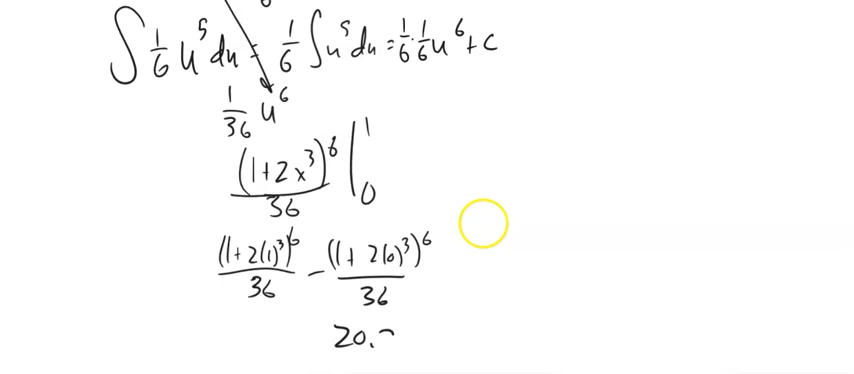 ∫ 1/6 u^5 du = 1/6 ∫ u^5 du = 1/6 · 1/6 u^6 + c
1/36 u^6
(1+2x^3)^6/36 |_0^1
(1+2(1)^3)^6/36 − (1+2(0)^3)^6/36
20.